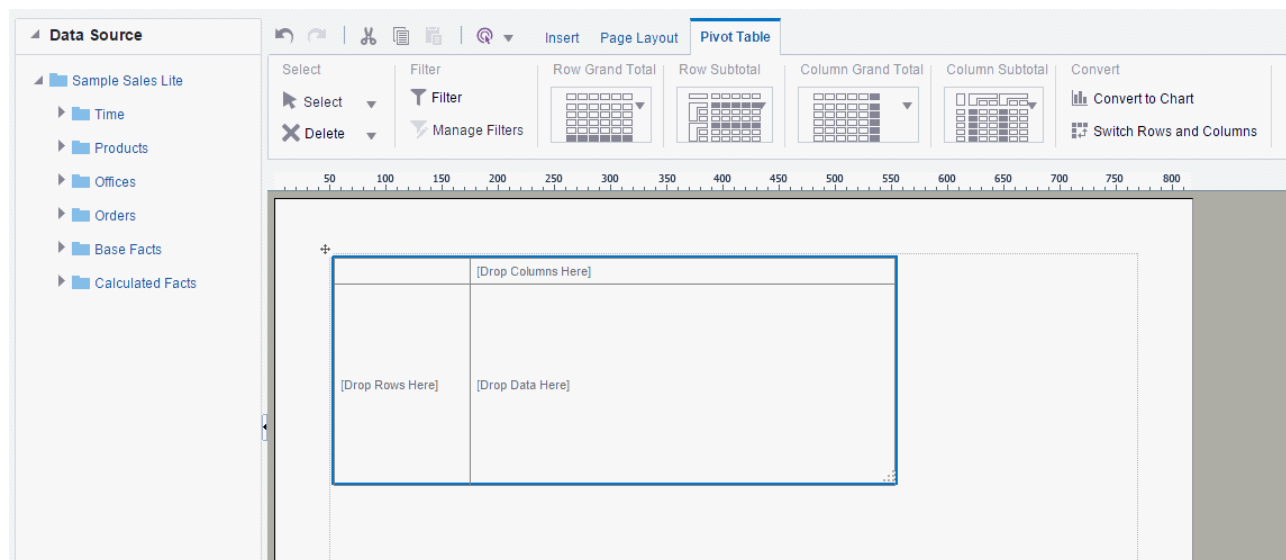 Data Source
Insert Page Layout Pivot Table
Sample Sales Lite
Time
Products
Offices
Orders
Base Facts
Calculated Facts
Select Filter Row Grand Total Row Subtotal Column Grand Total Column Subtotal Convert
Select Filter Convert to Chart
Delete Manage Filters Switch Rows and Columns
50 100 150 200 250 300 350 400 450 500 550 600 650 700 750 800
[Drop Columns Here]
[Drop Rows Here] [Drop Data Here]